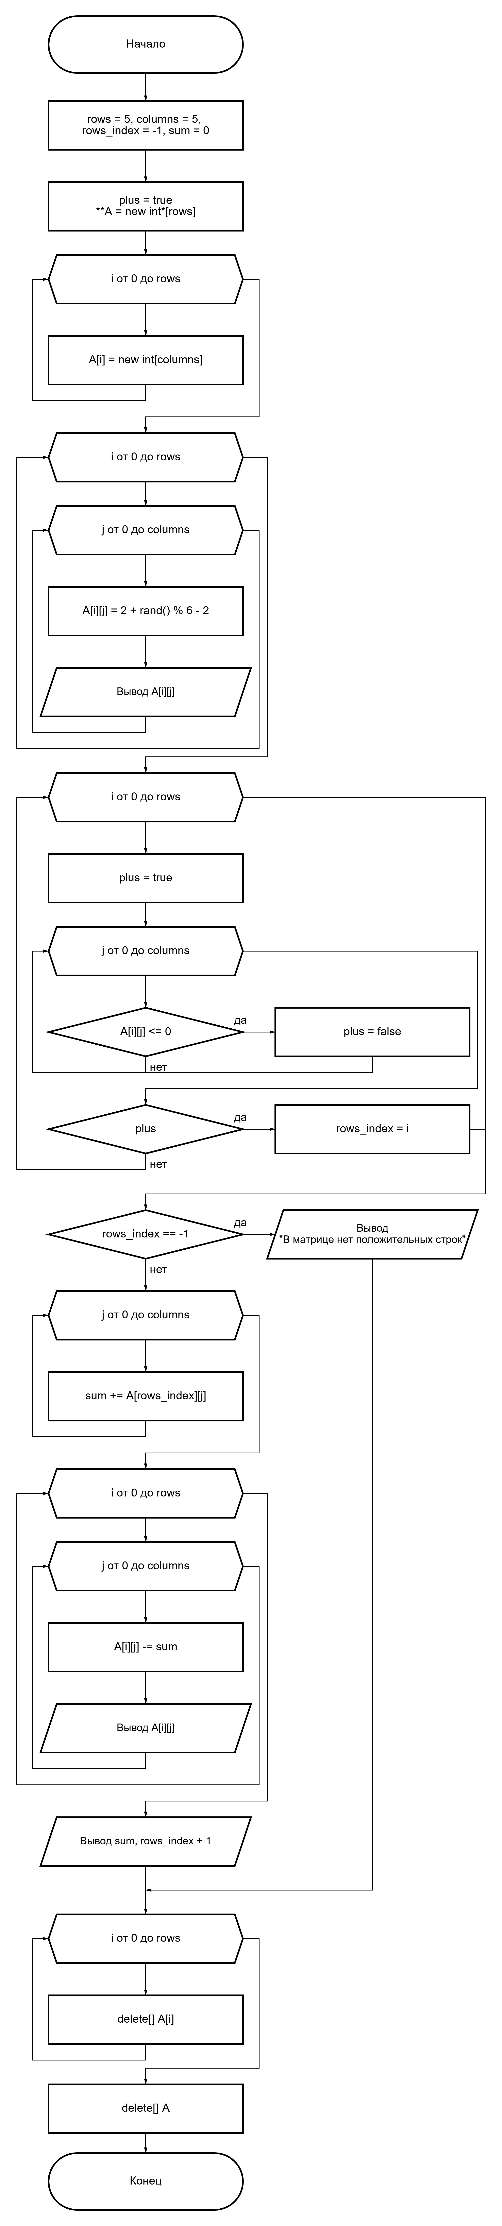 Начало
rows = 5, columns = 5,
rows_index = -1, sum = 0
plus = true
**A = new int*[rows]
i от 0 до rows
A[i] = new int[columns]
i от 0 до rows
j от 0 до columns
A[i][j] = 2 + rand() % 6 - 2
Вывод A[i][j]
i от 0 до rows
plus = true
j от 0 до columns
A[i][j] <= 0
да
plus = false
нет
plus
да
rows_index = i
нет
rows_index == -1
да
Вывод
"В матрице нет положительных строк"
нет
j от 0 до columns
sum += A[rows_index][j]
i от 0 до rows
j от 0 до columns
A[i][j] -= sum
Вывод A[i][j]
Вывод sum, rows_index + 1
i от 0 до rows
delete[] A[i]
delete[] A
Конец